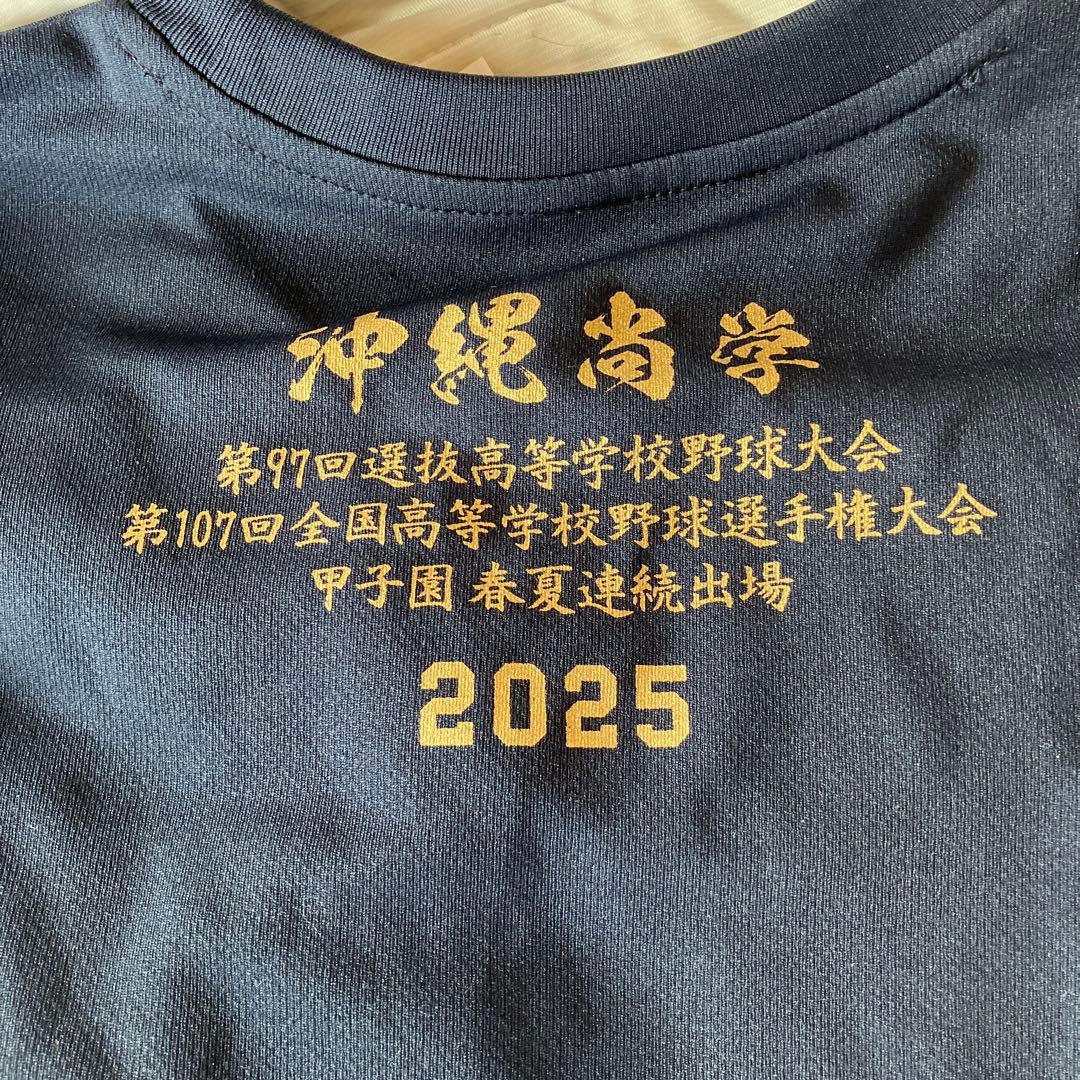 沖縄尚学
第97回選抜高等学校野球大会
第107回全国高等学校野球選手権大会
甲子園 春夏連続出場
2025